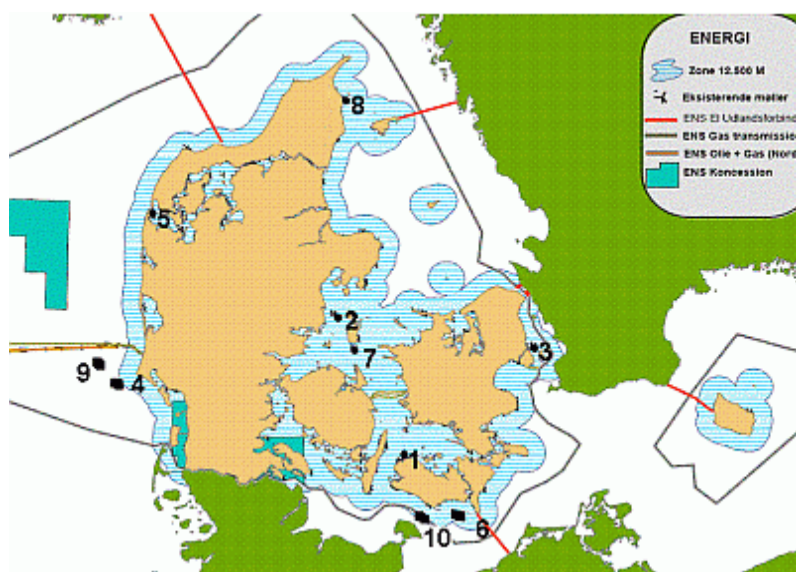 ENERGI
Zone 12.500 M
Eksisterende møller
ENS El Udlandsforbind
ENS Gas transmission
ENS Olie + Gas (Nord
ENS Koncession
8
5
2
7
3
9
4
1
10
6